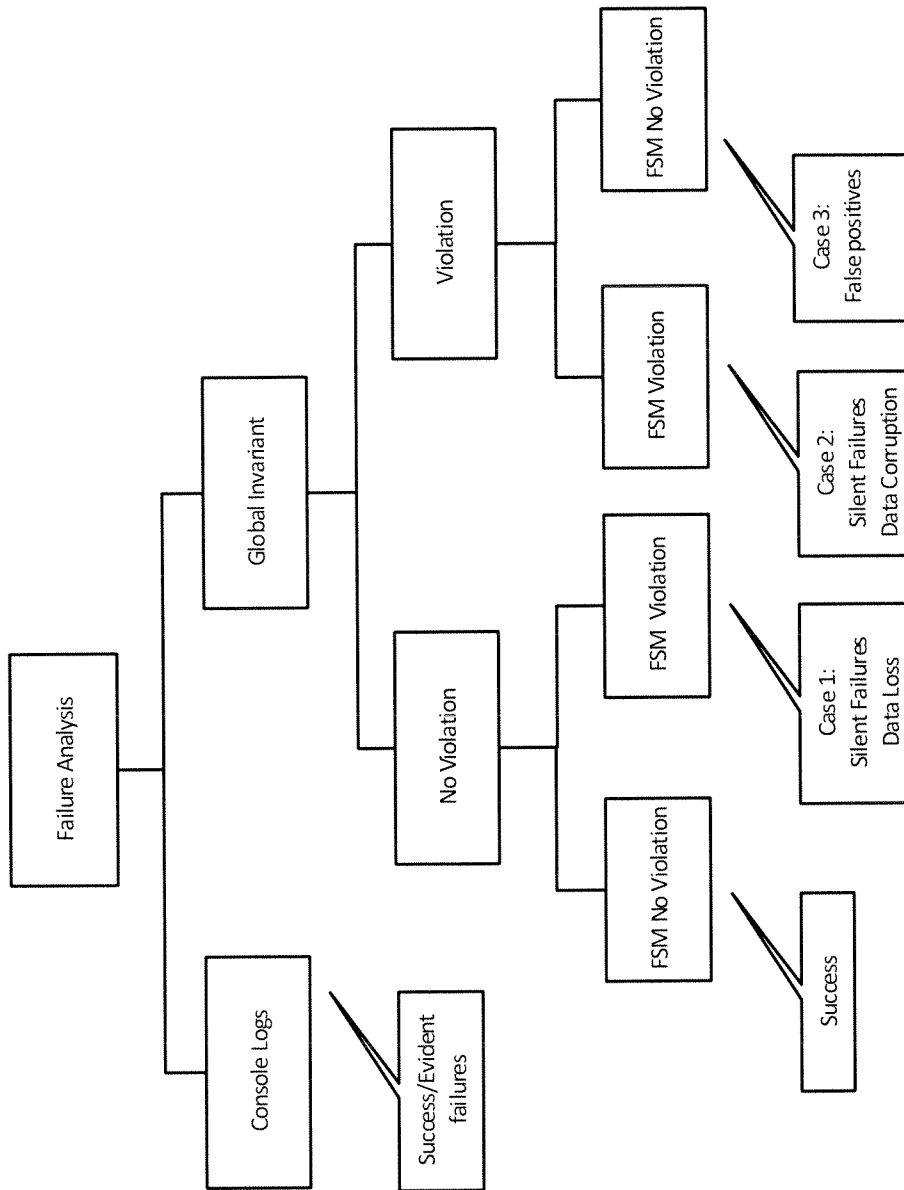 Failure Analysis
Console Logs
Global Invariant
Success/Evident
failures
No Violation
Violation
FSM No Violation
FSM Violation
FSM Violation
FSM No Violation
Success
Case 1:
Silent Failures
Data Loss
Case 2:
Silent Failures
Data Corruption
Case 3:
False positives